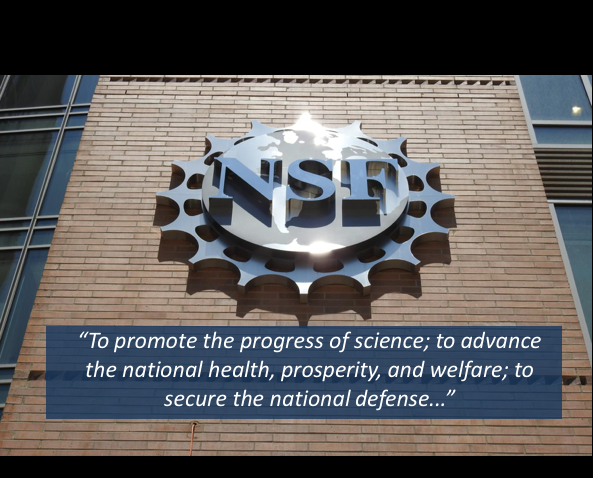 NSF
“To promote the progress of science; to advance
the national health, prosperity, and welfare; to
secure the national defense...”